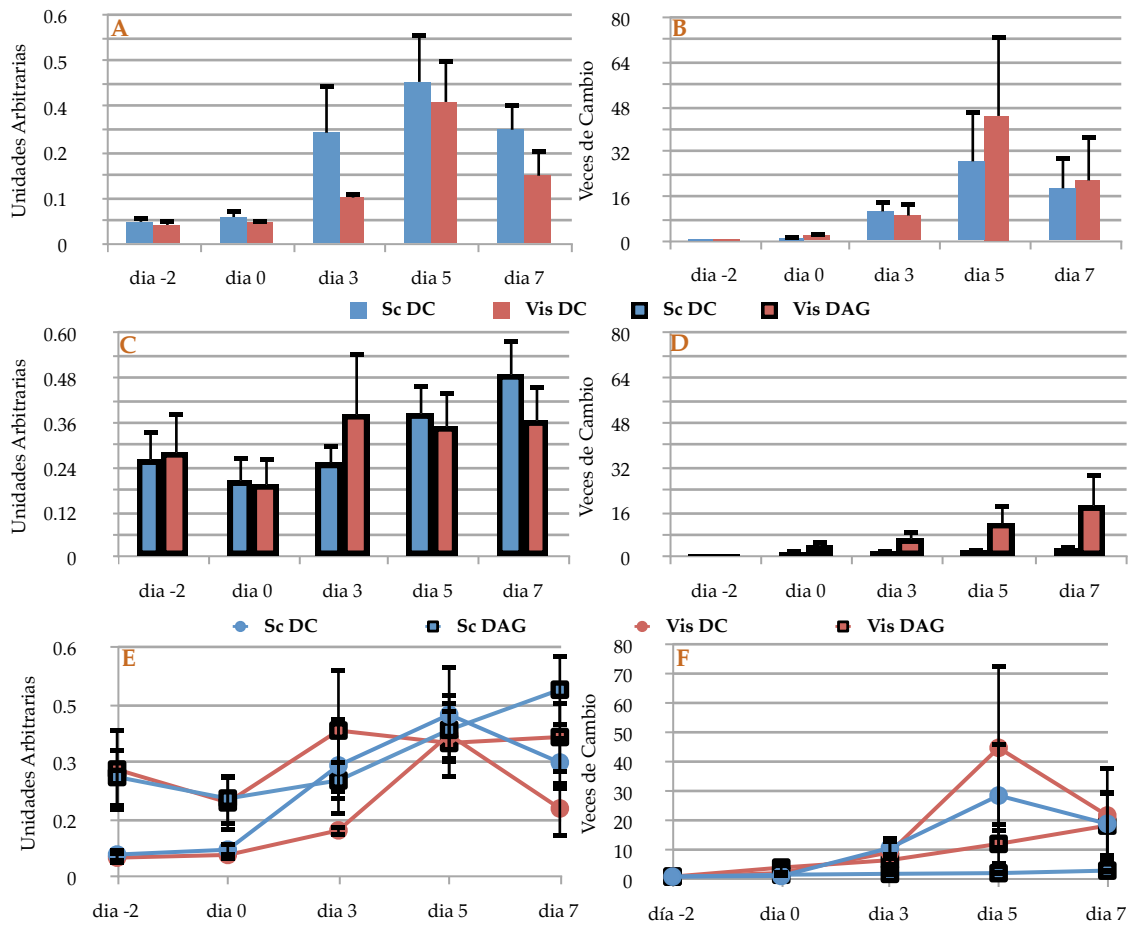 A
Unidades Arbitrarias
0.6
0.5
0.4
0.2
0.1
0
dia -2 dia 0 dia 3 dia 5 dia 7
B
Veces de Cambio
80
64
48
32
16
0
dia -2 dia 0 dia 3 dia 5 dia 7
Sc DC Vis DC Sc DC Vis DAG
C
Unidades Arbitrarias
0.60
0.48
0.36
0.24
0.12
0
dia -2 dia 0 dia 3 dia 5 dia 7
D
Veces de Cambio
80
64
48
32
16
0
dia -2 dia 0 dia 3 dia 5 dia 7
Sc DC Sc DAG Vis DC Vis DAG
E
Unidades Arbitrarias
0.6
0.5
0.3
0.2
0
dia -2 dia 0 dia 3 dia 5 dia 7
F
Veces de Cambio
80
70
60
50
40
30
20
10
0
dia -2 dia 0 dia 3 dia 5 dia 7